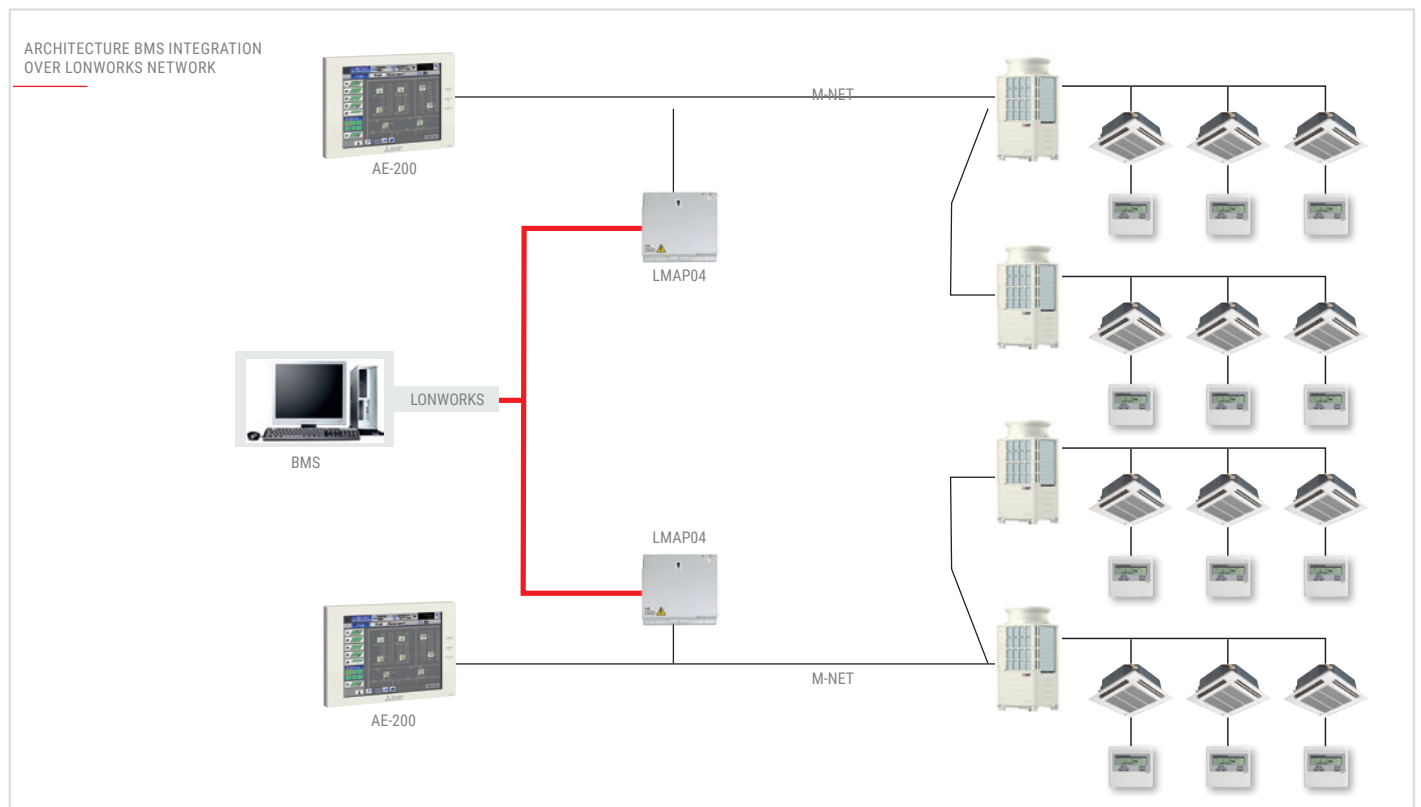 ARCHITECTURE BMS INTEGRATION
OVER LONWORKS NETWORK
M-NET
AE-200
LMAP04
LONWORKS
BMS
LMAP04
M-NET
AE-200